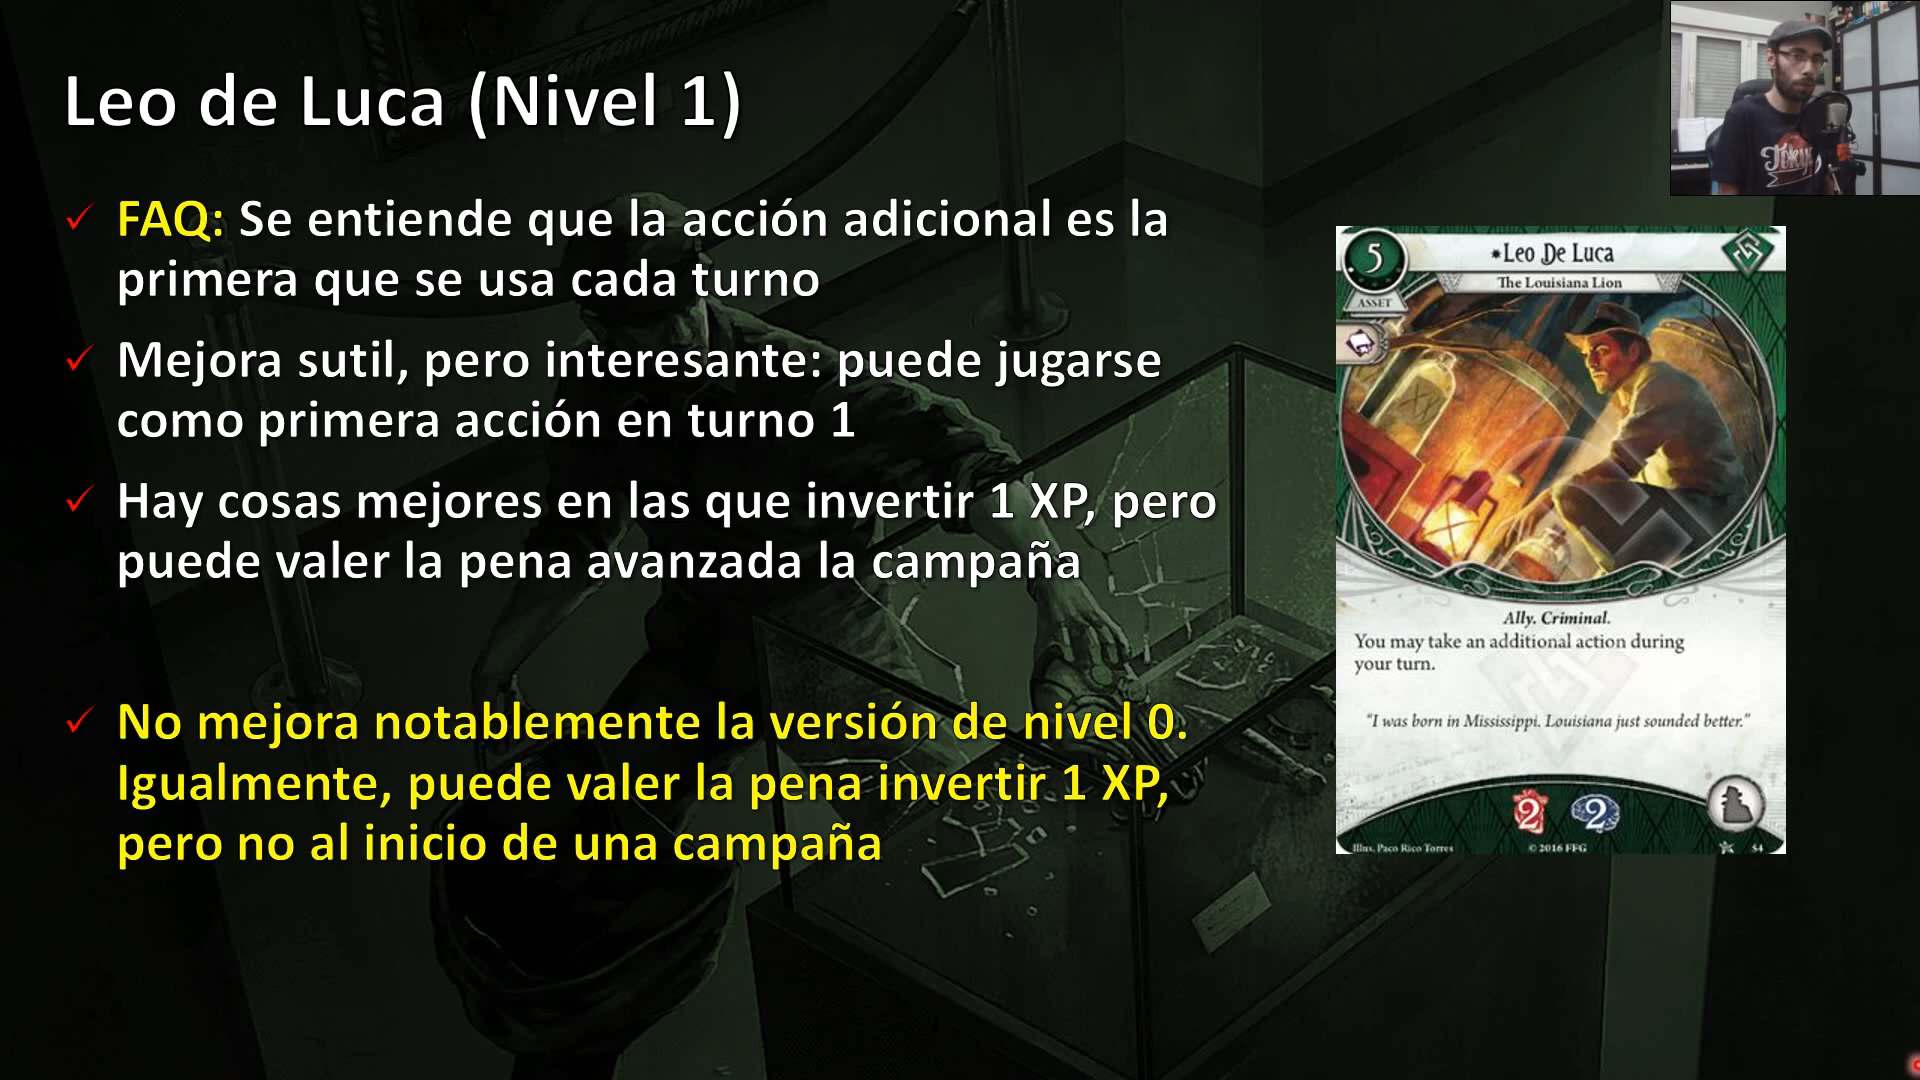 Leo de Luca (Nivel 1)
FAQ: Se entiende que la acción adicional es la
primera que se usa cada turno
Mejora sutil, pero interesante: puede jugarse
como primera acción en turno 1
Hay cosas mejores en las que invertir 1 XP, pero
puede valer la pena avanzada la campaña
No mejora notablemente la versión de nivel 0.
Igualmente, puede valer la pena invertir 1 XP,
pero no al inicio de una campaña
5
Leo De Luca
ASSET
The Louisiana Lion
Ally. Criminal.
You may take an additional action during
your turn.
"I was born in Mississippi. Louisiana just sounded better."
2 2
Illus. Paco Rico Torres © 2016 FFG 54